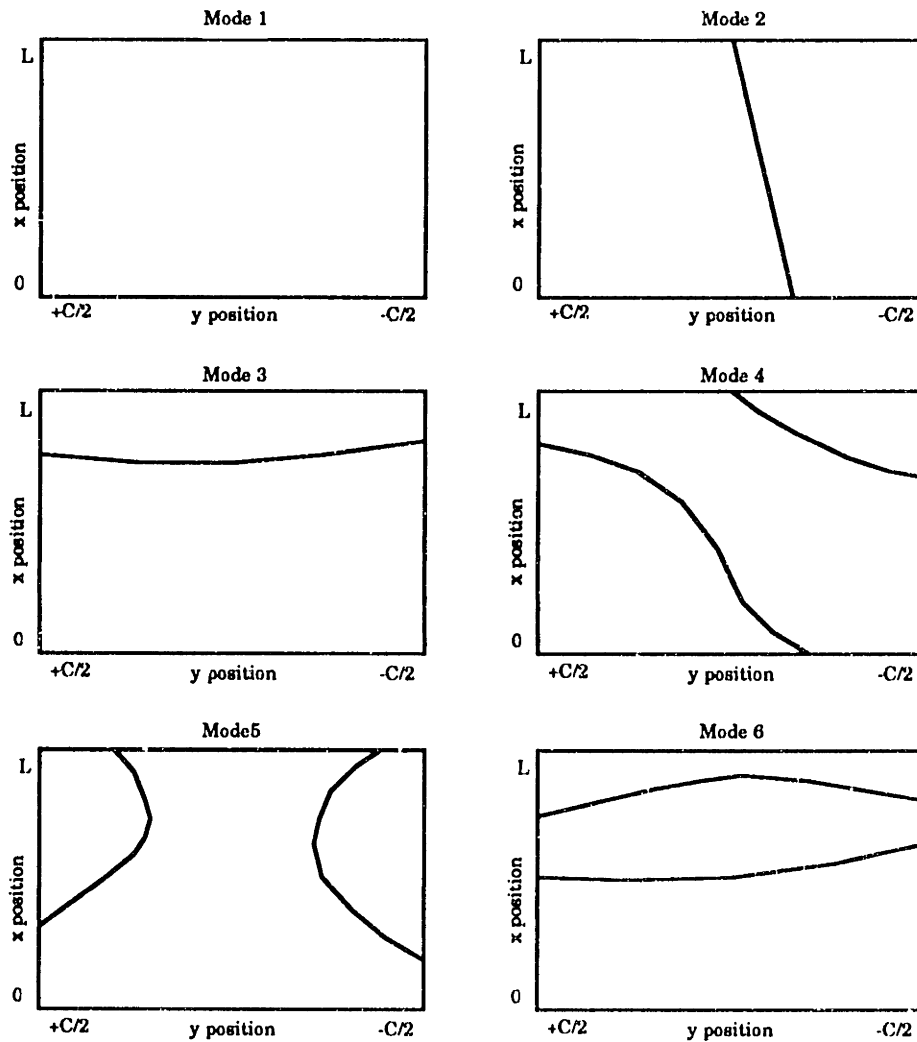 Mode 1
L
x position
0
+C/2 y position -C/2
Mode 2
L
x position
0
+C/2 y position -C/2
Mode 3
L
x position
0
+C/2 y position -C/2
Mode 4
L
x position
0
+C/2 y position -C/2
Mode5
L
x position
0
+C/2 y position -C/2
Mode 6
L
x position
0
+C/2 y position -C/2